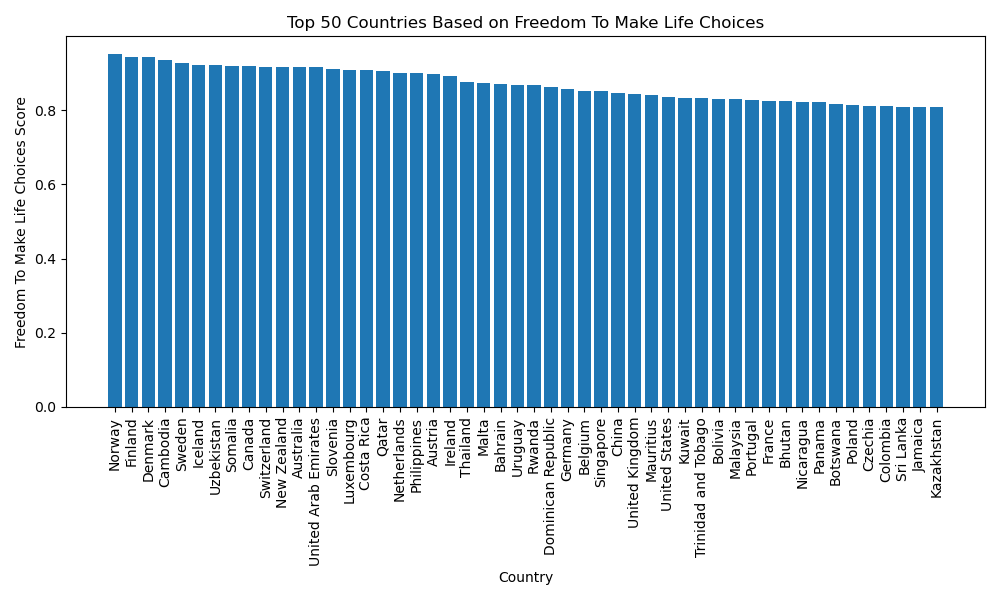 Top 50 Countries Based on Freedom To Make Life Choices
Freedom To Make Life Choices Score
0.8
0.6
0.4
0.2
0.0
Norway
Finland
Denmark
Cambodia
Sweden
Iceland
Uzbekistan
Somalia
Canada
Switzerland
New Zealand
Australia
United Arab Emirates
Slovenia
Luxembourg
Costa Rica
Qatar
Netherlands
Philippines
Austria
Ireland
Thailand
Malta
Bahrain
Uruguay
Rwanda
Dominican Republic
Germany
Belgium
Singapore
China
United Kingdom
Mauritius
United States
Kuwait
Trinidad and Tobago
Bolivia
Malaysia
Portugal
France
Bhutan
Nicaragua
Panama
Botswana
Poland
Czechia
Colombia
Sri Lanka
Jamaica
Kazakhstan
Country